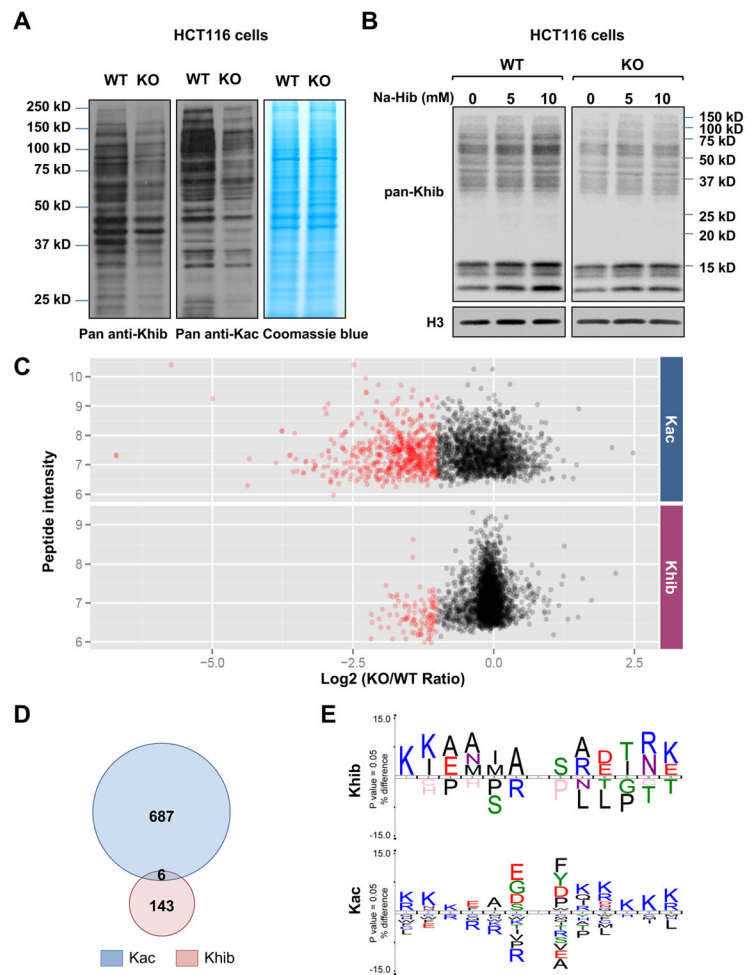 A
HCT116 cells
WT KO WT KO WT KO
250 kD
150 kD
100 kD
75 kD
50 kD
37 kD
25 kD
Pan anti-Khib Pan anti-Kac Coomassie blue
B
HCT116 cells
WT KO
Na-Hib (mM) 0 5 10 0 5 10
pan-Khib
150 kD
100 kD
75 kD
50 kD
37 kD
25 kD
20 kD
15 kD
H3
C
Peptide intensity
10
9
8
7
6
Kac
9
8
7
6
Khib
−5.0 −2.5 0.0 2.5
Log2 (KO/WT Ratio)
D
687
6
143
Kac Khib
E
Khib
P value = 0.05
% difference
15.0
-15.0
K K A A I A S A D T R K
I E N M R E I N E
Kac
P value = 0.05
% difference
15.0
-15.0